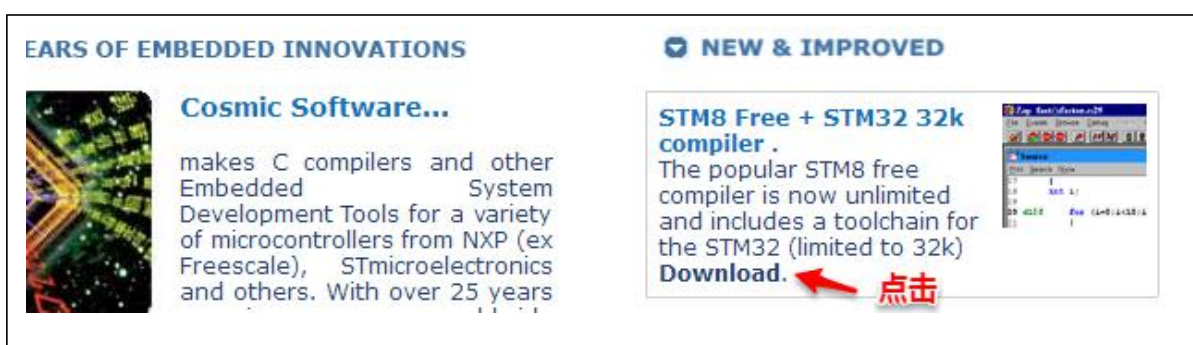 EARS OF EMBEDDED INNOVATIONS
Cosmic Software...
makes C compilers and other
Embedded System
Development Tools for a variety
of microcontrollers from NXP (ex
Freescale), STmicroelectronics
and others. With over 25 years
NEW & IMPROVED
STM8 Free + STM32 32k
compiler .
The popular STM8 free
compiler is now unlimited
and includes a toolchain for
the STM32 (limited to 32k)
Download.
点击